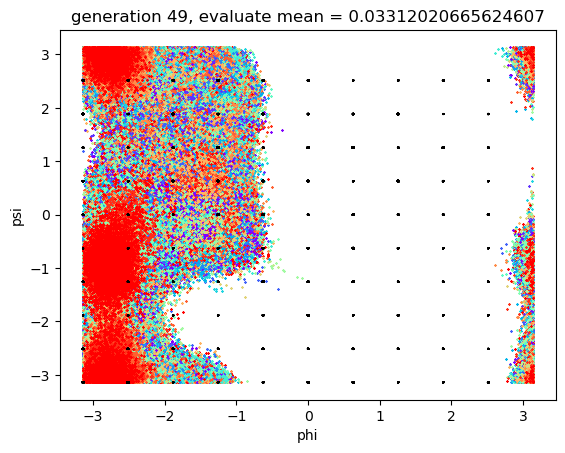 generation 49, evaluate mean = 0.03312020665624607
3
2
1
0
−1
−2
−3
psi
−3 −2 −1 0 1 2 3
phi